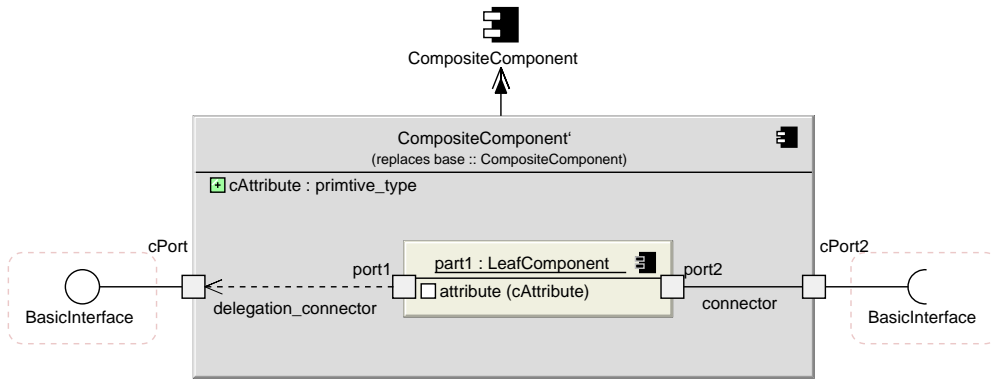 CompositeComponent
CompositeComponent‘
(replaces base :: CompositeComponent)
+ cAttribute : primtive_type
cPort
cPort2
port1
part1 : LeafComponent
port2
attribute (cAttribute)
delegation_connector
connector
BasicInterface
BasicInterface